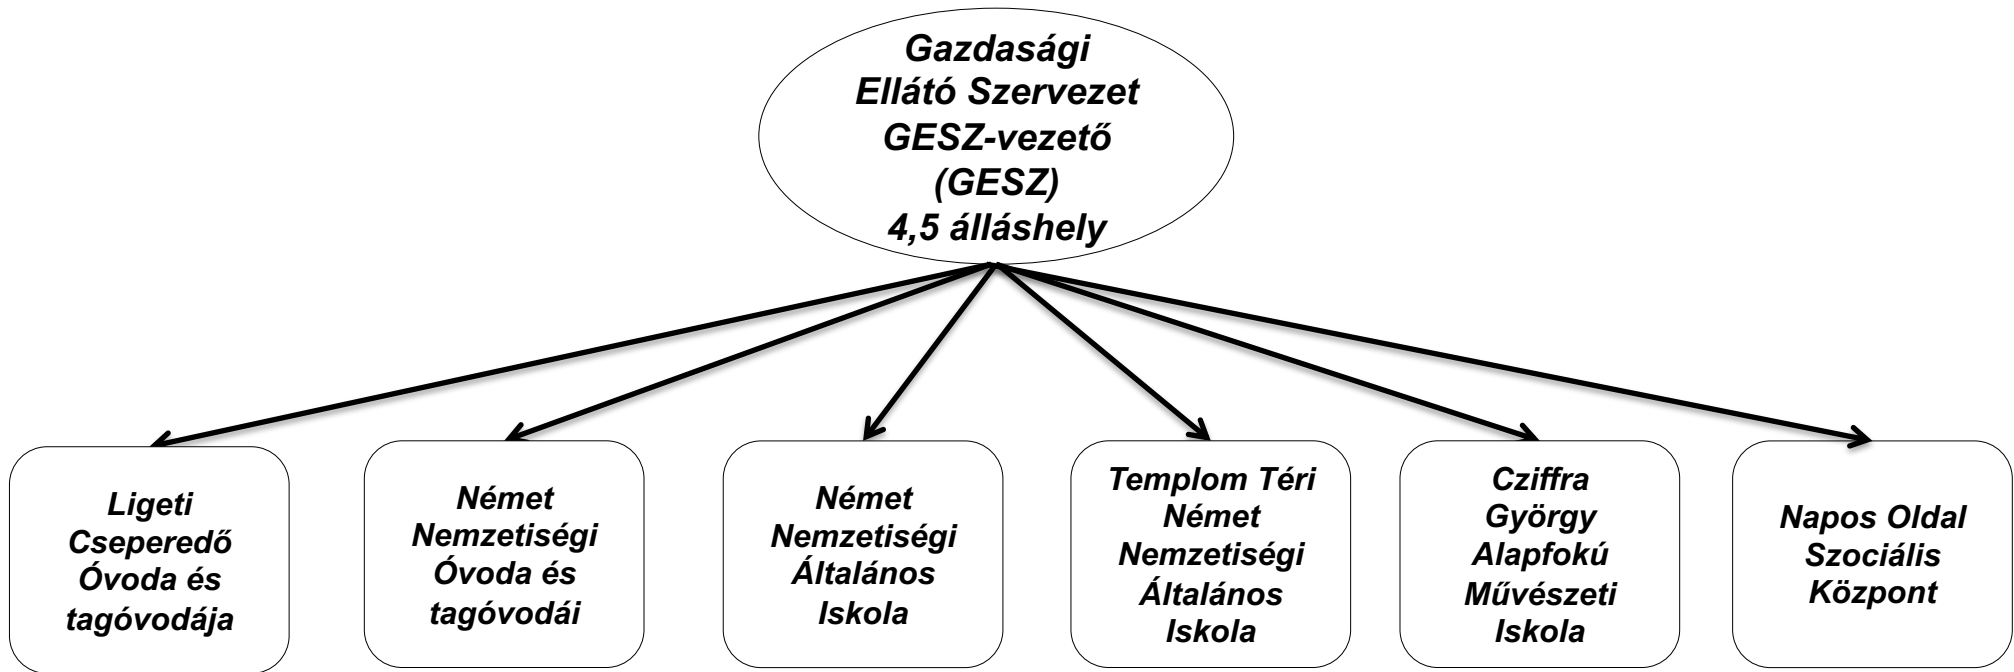 Gazdasági
Ellátó Szervezet
GESZ-vezető
(GESZ)
4,5 álláshely
Ligeti
Cseperedő
Óvoda és
tagóvodája
Német
Nemzetiségi
Óvoda és
tagóvodái
Német
Nemzetiségi
Általános
Iskola
Templom Téri
Német
Nemzetiségi
Általános
Iskola
Cziffra
György
Alapfokú
Művészeti
Iskola
Napos Oldal
Szociális
Központ